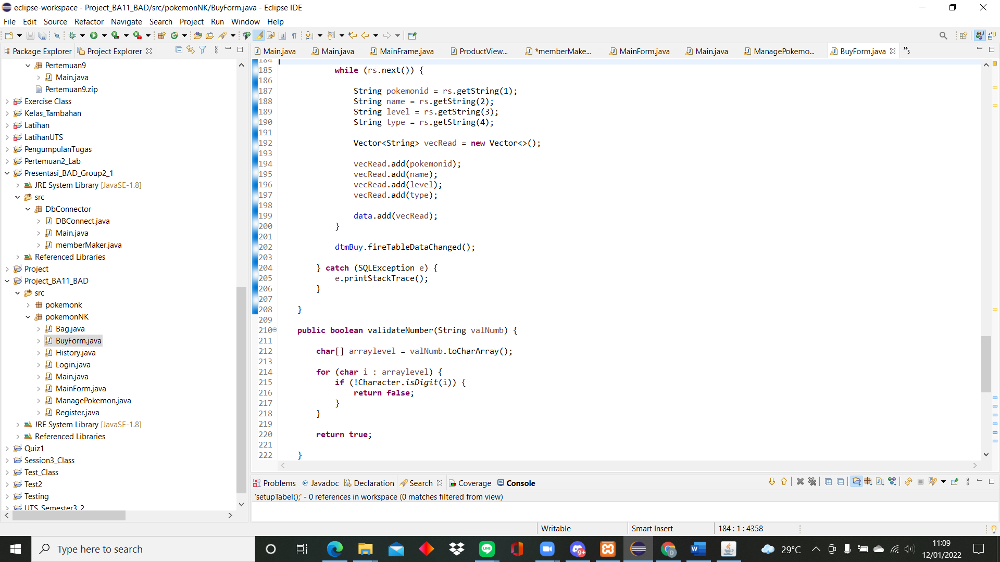 eclipse-workspace - Project_BA11_BAD/src/pokemonNK/BuyForm.java - Eclipse IDE
File Edit Source Refactor Navigate Search Project Run Window Help
Package Explorer Project Explorer
Main.java Main.java MainFrame.java ProductView... *memberMake... MainForm.java Main.java ManagePokemo... BuyForm.java »5
Pertemuan9
Main.java
Pertemuan9.zip
Exercise Class
Kelas_Tambahan
Latihan
LatihanUTS
PengumpulanTugas
Pertemuan2_Lab
Presentasi_BAD_Group2_1
JRE System Library [JavaSE-1.8]
src
DbConnector
DBConnect.java
Main.java
memberMaker.java
Referenced Libraries
Project
Project_BA11_BAD
src
pokemonk
pokemonNK
Bag.java
BuyForm.java
History.java
Login.java
Main.java
MainForm.java
ManagePokemon.java
Register.java
JRE System Library [JavaSE-1.8]
Referenced Libraries
Quiz1
Session3_Class
Test_Class
Test2
Testing
UTS_Semester3_2
184
185 while (rs.next()) {
186
187 String pokemonid = rs.getString(1);
188 String name = rs.getString(2);
189 String level = rs.getString(3);
190 String type = rs.getString(4);
191
192 Vector<String> vecRead = new Vector<>();
193
194 vecRead.add(pokemonid);
195 vecRead.add(name);
196 vecRead.add(level);
197 vecRead.add(type);
198
199 data.add(vecRead);
200 }
201
202 dtmBuy.fireTableDataChanged();
203
204 } catch (SQLException e) {
205 e.printStackTrace();
206 }
207
208 }
209
210 public boolean validateNumber(String valNumb) {
211
212 char[] arraylevel = valNumb.toCharArray();
213
214 for (char i : arraylevel) {
215 if (!Character.isDigit(i)) {
216 return false;
217 }
218 }
219
220 return true;
221
222 }
Problems @ Javadoc Declaration Search Coverage Console
'setupTabel();' - 0 references in workspace (0 matches filtered from view)
Writable Smart Insert 184 : 1 : 4358
Type here to search
LINE 9+ D W 29°C 11:09
12/01/2022